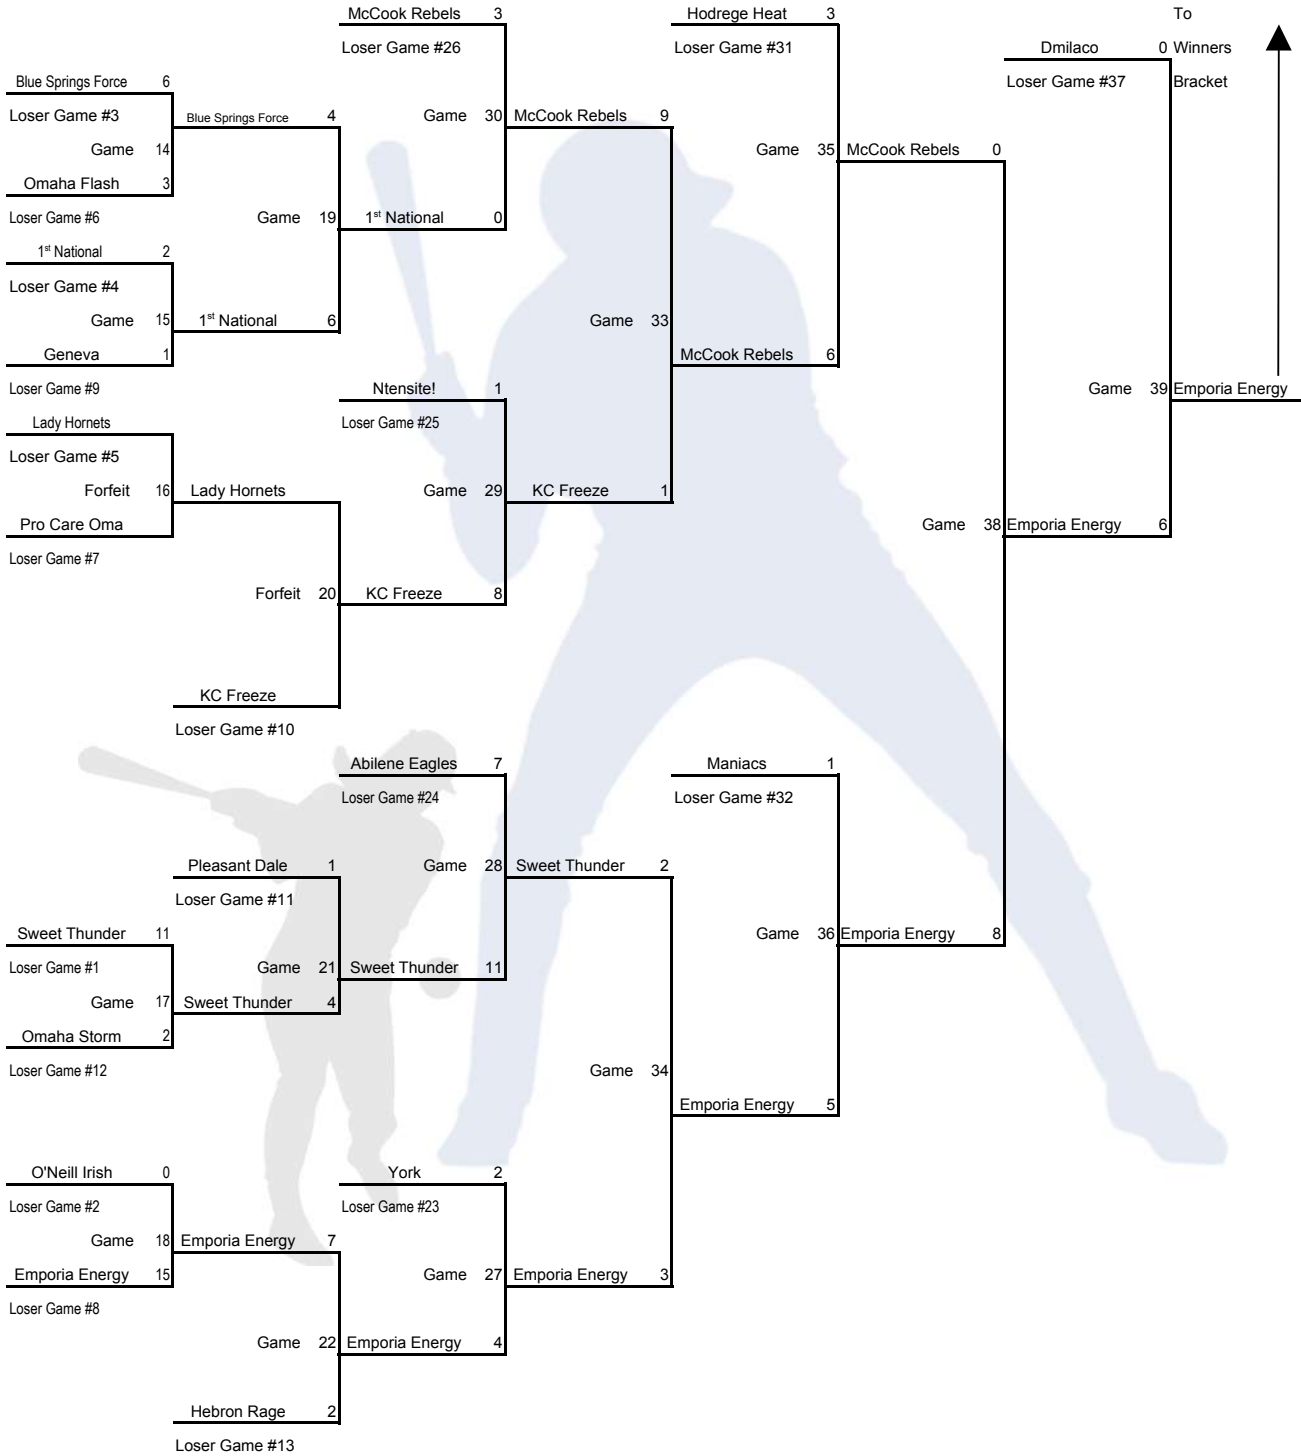 McCook Rebels 3
Loser Game #26
Hodrege Heat 3
Loser Game #31
To
Dmilaco 0 Winners
Loser Game #37 Bracket
Blue Springs Force 6
Loser Game #3
Blue Springs Force 4
Game 14
Omaha Flash 3
Loser Game #6
Game 30 McCook Rebels 9
Game 35 McCook Rebels 0
Game 19 1st National 0
1st National 2
Loser Game #4
Game 15 1st National 6
Geneva 1
Loser Game #9
Game 33
McCook Rebels 6
Ntensite! 1
Loser Game #25
Game 39 Emporia Energy
Lady Hornets
Loser Game #5
Forfeit 16 Lady Hornets
Pro Care Oma
Loser Game #7
Game 29 KC Freeze 1
Game 38 Emporia Energy 6
Forfeit 20 KC Freeze 8
KC Freeze
Loser Game #10
Abilene Eagles 7
Loser Game #24
Maniacs 1
Loser Game #32
Pleasant Dale 1
Loser Game #11
Game 28 Sweet Thunder 2
Sweet Thunder 11
Loser Game #1
Game 17 Sweet Thunder 4
Omaha Storm 2
Loser Game #12
Game 21 Sweet Thunder 11
Game 36 Emporia Energy 8
Game 34
Emporia Energy 5
O'Neill Irish 0
Loser Game #2
Game 18 Emporia Energy 7
Emporia Energy 15
Loser Game #8
York 2
Loser Game #23
Game 27 Emporia Energy 3
Game 22 Emporia Energy 4
Hebron Rage 2
Loser Game #13